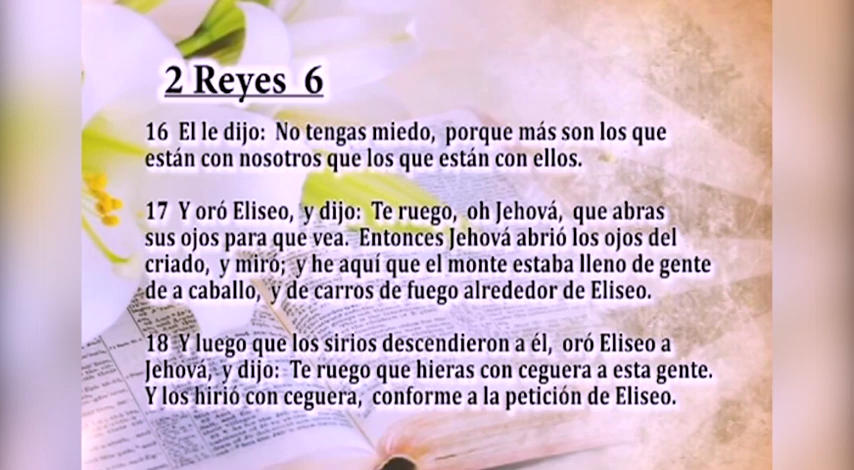 2 Reyes 6
16 El le dijo: No tengas miedo, porque más son los que
están con nosotros que los que están con ellos.
17 Y oró Eliseo, y dijo: Te ruego, oh Jehová, que abras
sus ojos para que vea. Entonces Jehová abrió los ojos del
criado, y miró; y he aquí que el monte estaba lleno de gente
de a caballo, y de carros de fuego alrededor de Eliseo.
18 Y luego que los sirios descendieron a él, oró Eliseo a
Jehová, y dijo: Te ruego que hieras con ceguera a esta gente.
Y los hirió con ceguera, conforme a la petición de Eliseo.